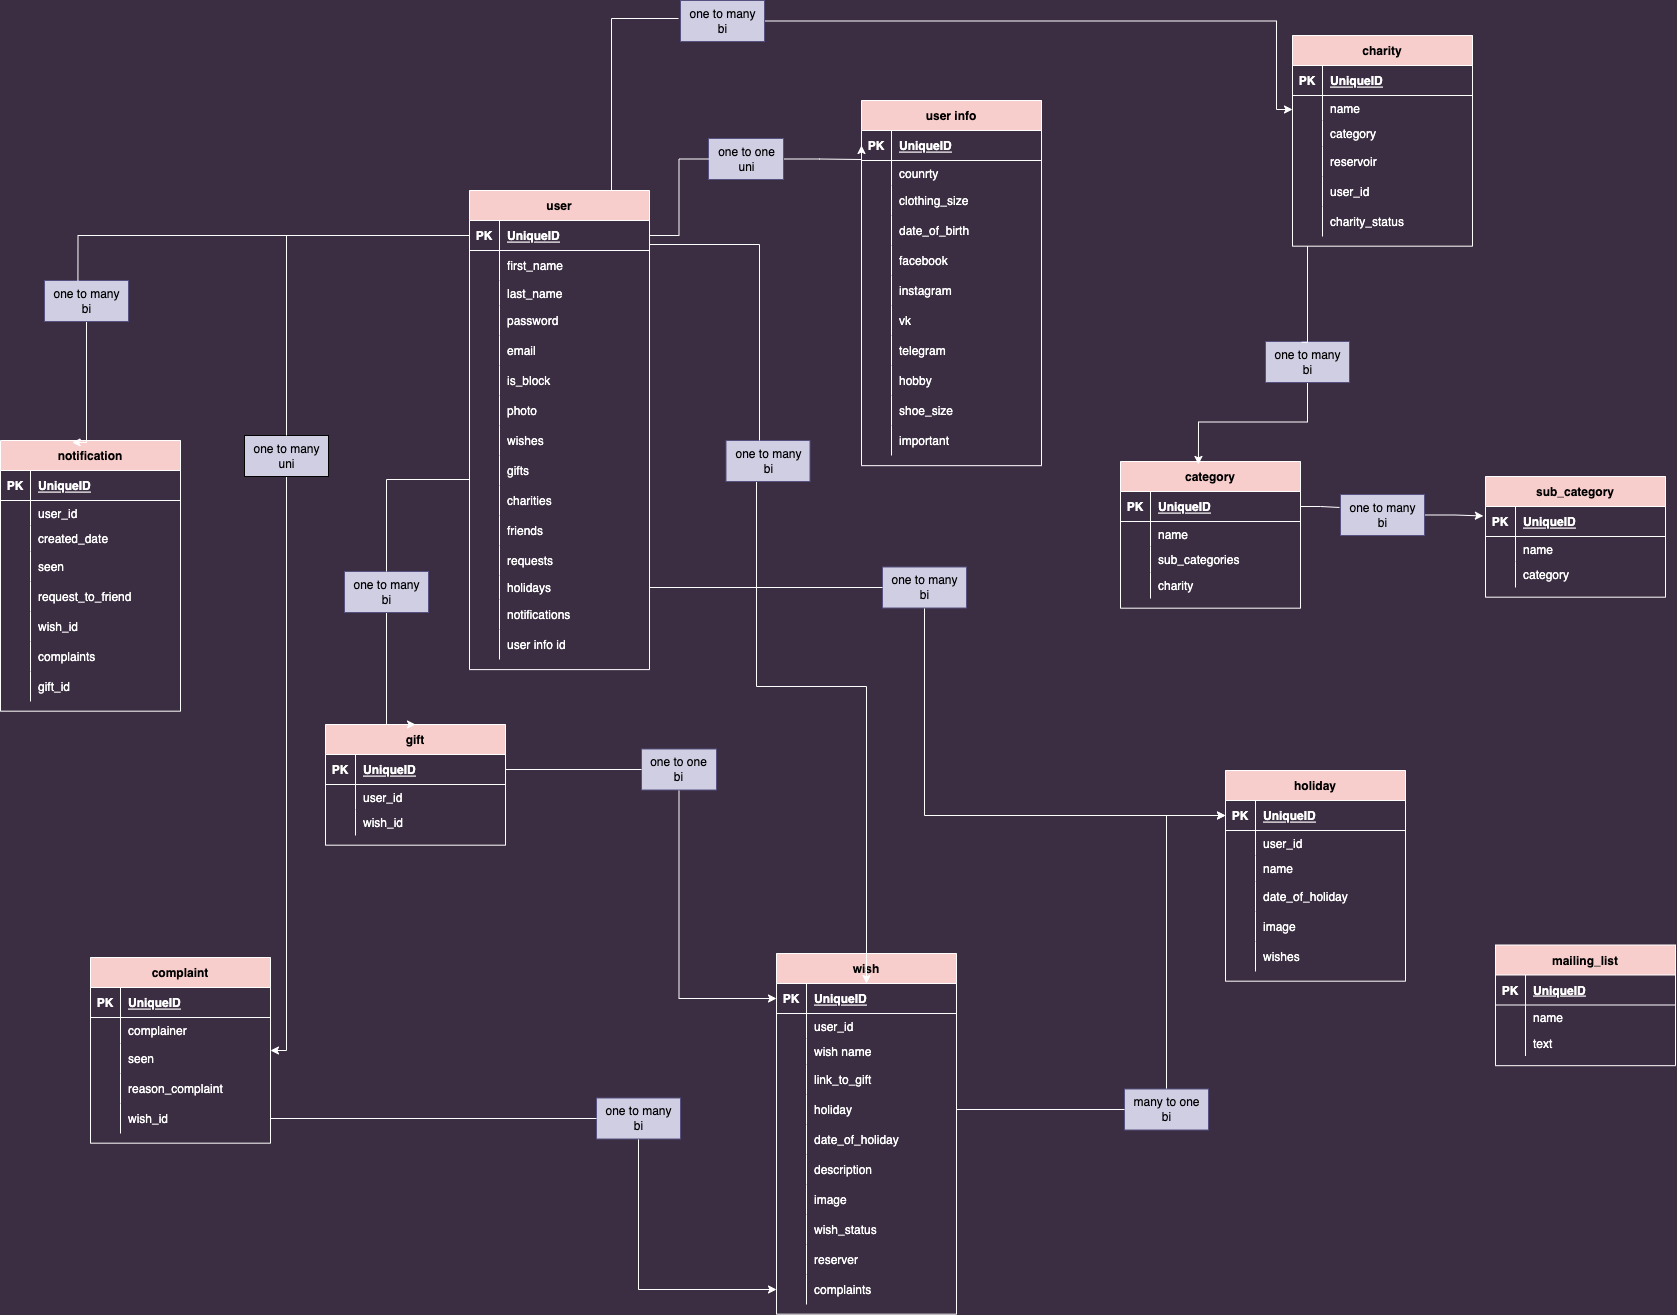 one to many
bi
charity
PK UniqueID
name
category
reservoir
user_id
charity_status
user info
PK UniqueID
counrty
clothing_size
date_of_birth
facebook
instagram
vk
telegram
hobby
shoe_size
important
one to one
uni
user
PK UniqueID
first_name
last_name
password
email
is_block
photo
wishes
gifts
charities
friends
requests
holidays
notifications
user info id
one to many
bi
one to many
bi
notification
PK UniqueID
user_id
created_date
seen
request_to_friend
wish_id
complaints
gift_id
one to many
uni
one to many
bi
category
PK UniqueID
name
sub_categories
charity
one to many
bi
sub_category
PK UniqueID
name
category
one to many
bi
one to many
bi
gift
PK UniqueID
user_id
wish_id
one to one
bi
holiday
PK UniqueID
user_id
name
date_of_holiday
image
wishes
mailing_list
PK UniqueID
name
text
complaint
PK UniqueID
complainer
seen
reason_complaint
wish_id
wish
PK UniqueID
user_id
wish name
link_to_gift
holiday
date_of_holiday
description
image
wish_status
reserver
complaints
one to many
bi
many to one
bi